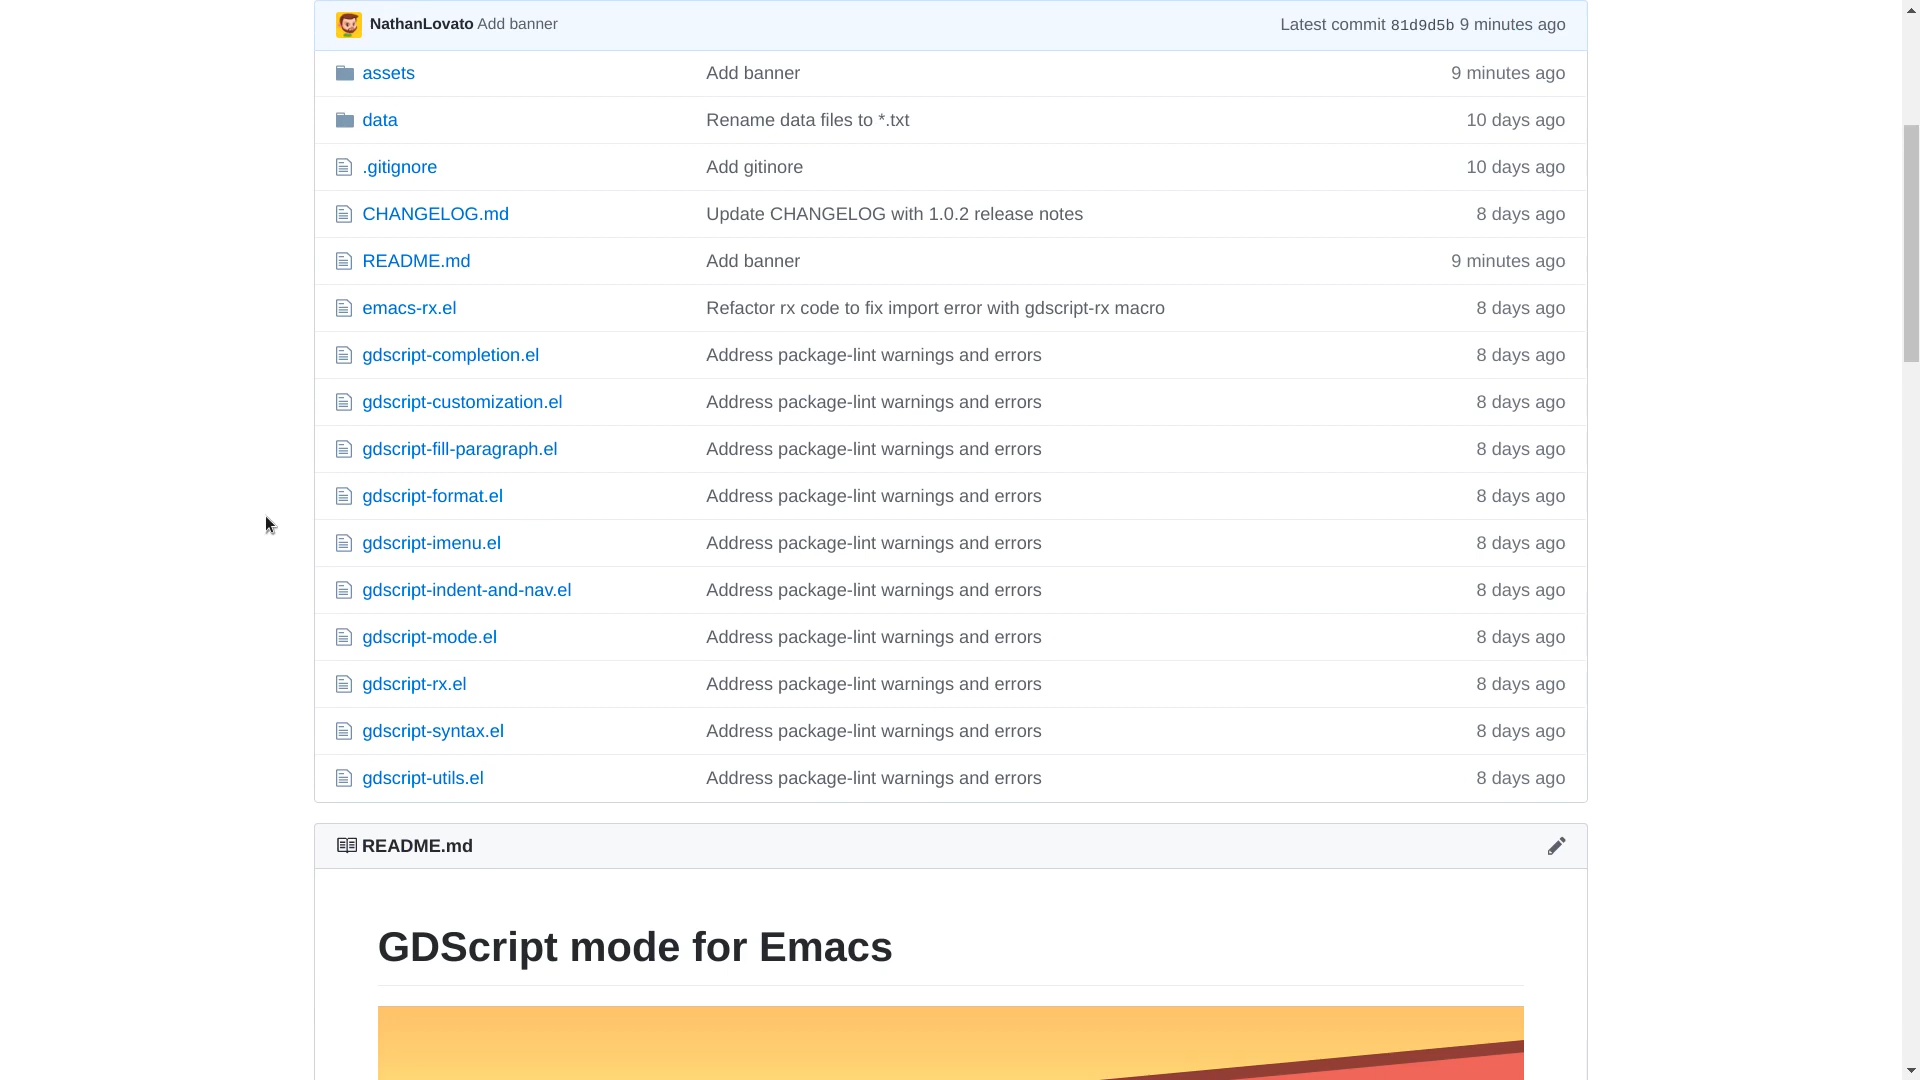 NathanLovato Add banner Latest commit 81d9d5b 9 minutes ago
assets Add banner 9 minutes ago
data Rename data files to *.txt 10 days ago
.gitignore Add gitinore 10 days ago
CHANGELOG.md Update CHANGELOG with 1.0.2 release notes 8 days ago
README.md Add banner 9 minutes ago
emacs-rx.el Refactor rx code to fix import error with gdscript-rx macro 8 days ago
gdscript-completion.el Address package-lint warnings and errors 8 days ago
gdscript-customization.el Address package-lint warnings and errors 8 days ago
gdscript-fill-paragraph.el Address package-lint warnings and errors 8 days ago
gdscript-format.el Address package-lint warnings and errors 8 days ago
gdscript-imenu.el Address package-lint warnings and errors 8 days ago
gdscript-indent-and-nav.el Address package-lint warnings and errors 8 days ago
gdscript-mode.el Address package-lint warnings and errors 8 days ago
gdscript-rx.el Address package-lint warnings and errors 8 days ago
gdscript-syntax.el Address package-lint warnings and errors 8 days ago
gdscript-utils.el Address package-lint warnings and errors 8 days ago
README.md
GDScript mode for Emacs